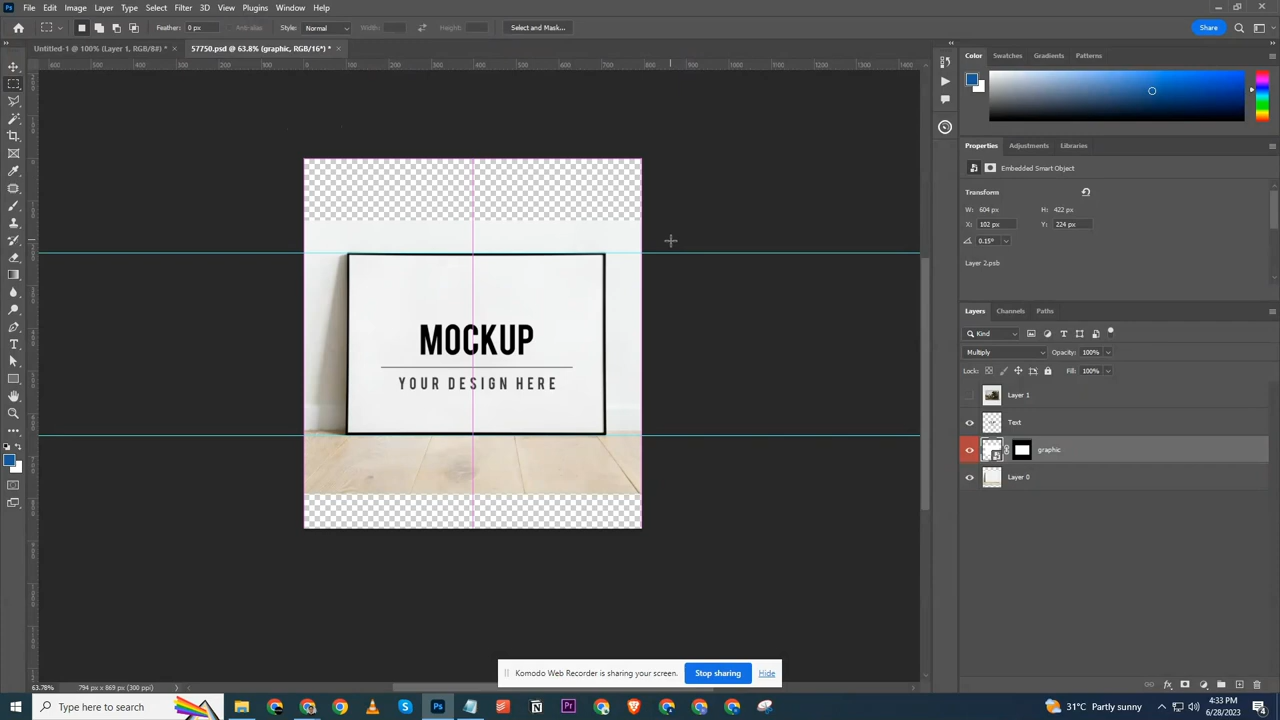 Ps File Edit Image Layer Type Select Filter 3D View Plugins Window Help
Feather: 0 px Anti-alias Style: Normal Width: Height: Select and Mask... Share
Untitled-1 @ 100% (Layer 1, RGB/8#) * × 57750.psd @ 63.8% (graphic, RGB/16*) * ×
Color Swatches Gradients Patterns
Properties Adjustments Libraries
Embedded Smart Object
Transform
W: 604 px H: 422 px
X: 102 px Y: 224 px
0.15°
Layer 2.psb
Layers Channels Paths
Kind
Multiply Opacity: 100%
Lock: Fill: 100%
Layer 1
Text
graphic
Layer 0
MOCKUP
YOUR DESIGN HERE
Komodo Web Recorder is sharing your screen. Stop sharing Hide
63.78% 794 px x 869 px (300 ppi)
Type here to search
31°C Partly sunny
4:33 PM
6/28/2023